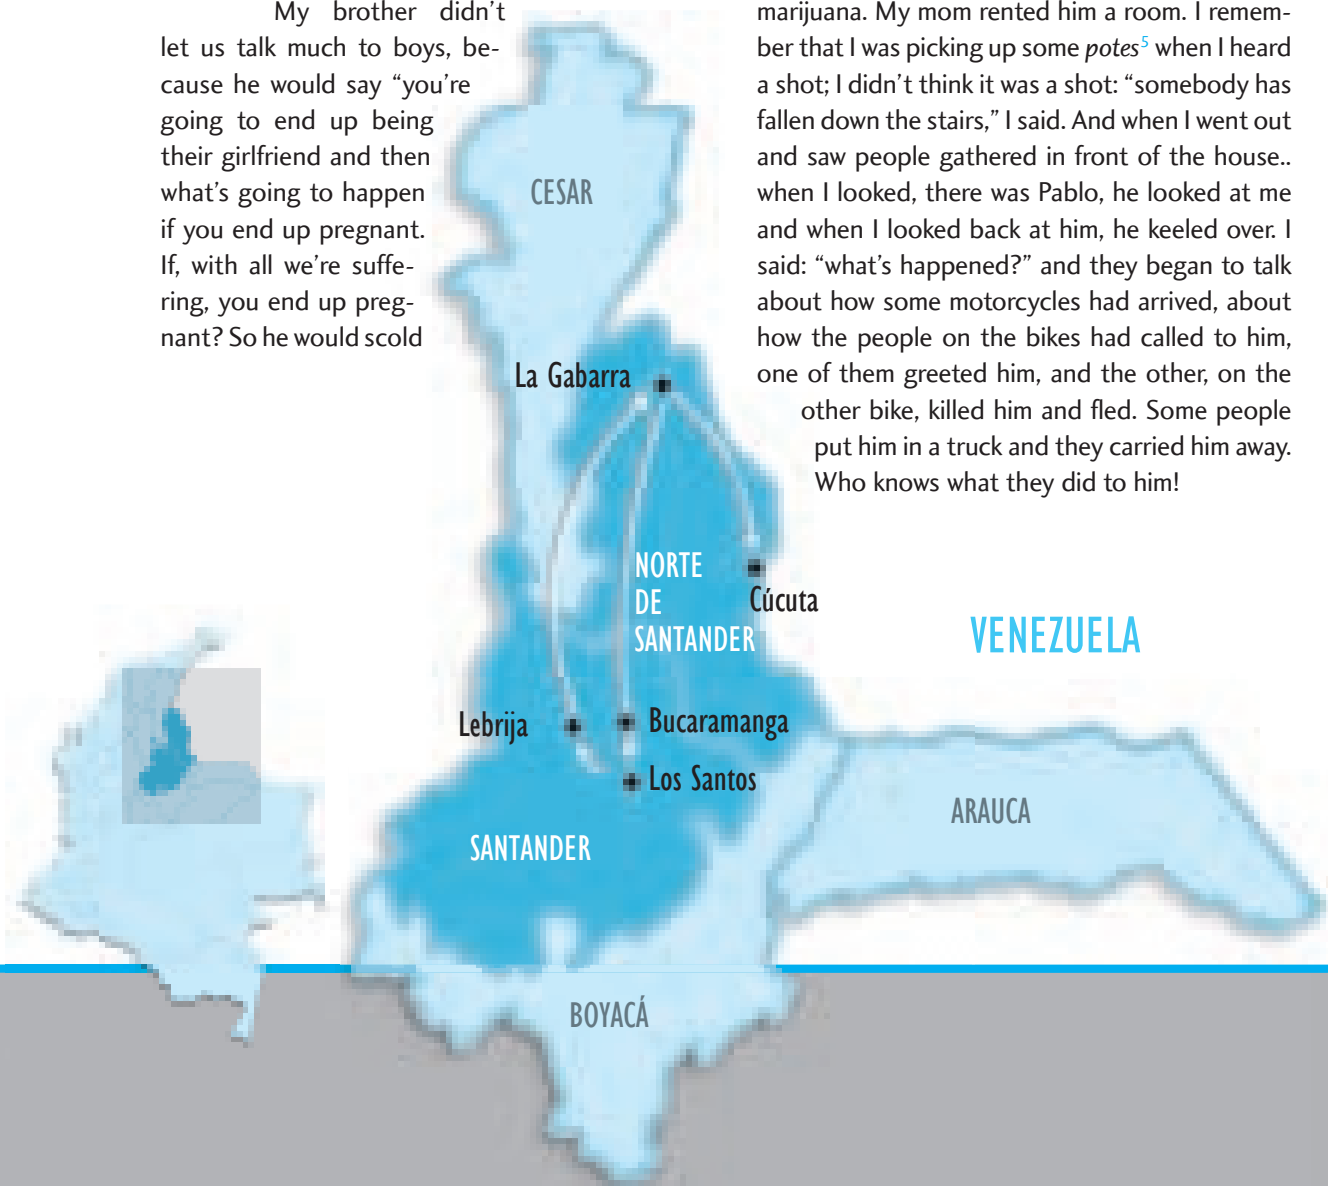 My brother didn't
let us talk much to boys, be-
cause he would say “you're
going to end up being
their girlfriend and then
what's going to happen
if you end up pregnant.
If, with all we're suffe-
ring, you end up preg-
nant? So he would scold
marijuana. My mom rented him a room. I remem-
ber that I was picking up some potes5 when I heard
a shot; I didn't think it was a shot: “somebody has
fallen down the stairs,” I said. And when I went out
and saw people gathered in front of the house..
when I looked, there was Pablo, he looked at me
and when I looked back at him, he keeled over. I
said: “what's happened?” and they began to talk
about how some motorcycles had arrived, about
how the people on the bikes had called to him,
one of them greeted him, and the other, on the
other bike, killed him and fled. Some people
put him in a truck and they carried him away.
Who knows what they did to him!
CESAR
La Gabarra
NORTE
DE
SANTANDER
Cúcuta
VENEZUELA
Lebrija
Bucaramanga
Los Santos
ARAUCA
SANTANDER
BOYACÁ